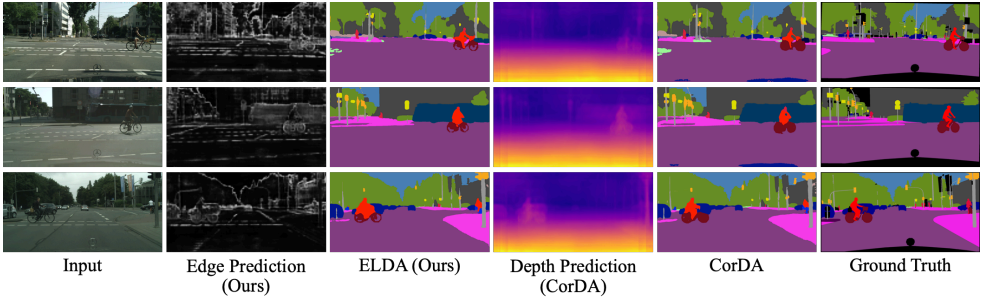 Input
Edge Prediction
(Ours)
ELDA (Ours)
Depth Prediction
(CorDA)
CorDA
Ground Truth